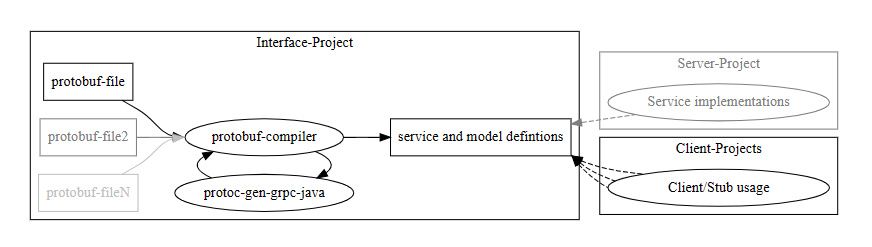 Interface-Project
protobuf-file
protobuf-file2
protobuf-fileN
protobuf-compiler
protoc-gen-grpc-java
service and model defintions
Server-Project
Service implementations
Client-Projects
Client/Stub usage